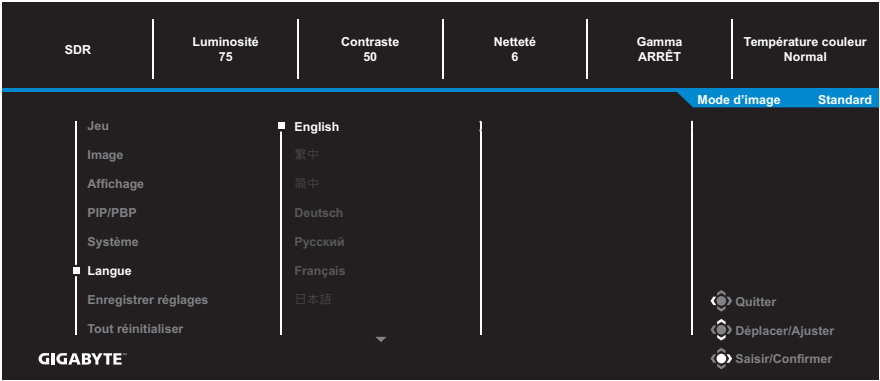 SDR
Luminosité
75
Contraste
50
Netteté
6
Gamma
ARRÊT
Température couleur
Normal
Mode d'image Standard
Jeu
Image
Affichage
PIP/PBP
Système
Langue
Enregistrer réglages
Tout réinitialiser
English
繁中
简中
Deutsch
Русский
Français
日本語
Quitter
Déplacer/Ajuster
Saisir/Confirmer
GIGABYTE™